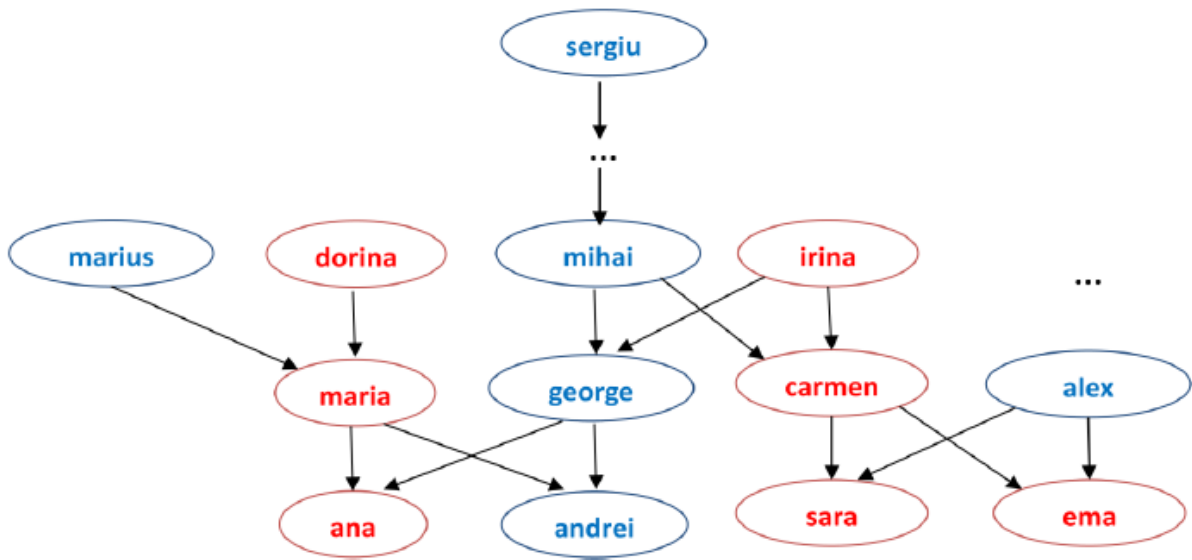 sergiu
...
marius dorina mihai irina
...
maria george carmen alex
ana andrei sara ema